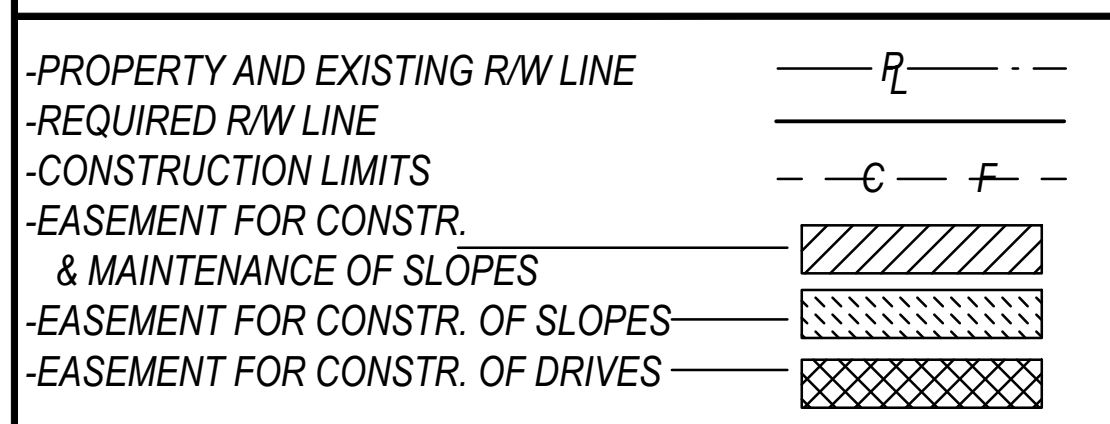 -PROPERTY AND EXISTING R/W LINE PL
-REQUIRED R/W LINE
-CONSTRUCTION LIMITS C F
-EASEMENT FOR CONSTR.
& MAINTENANCE OF SLOPES
-EASEMENT FOR CONSTR. OF SLOPES
-EASEMENT FOR CONSTR. OF DRIVES